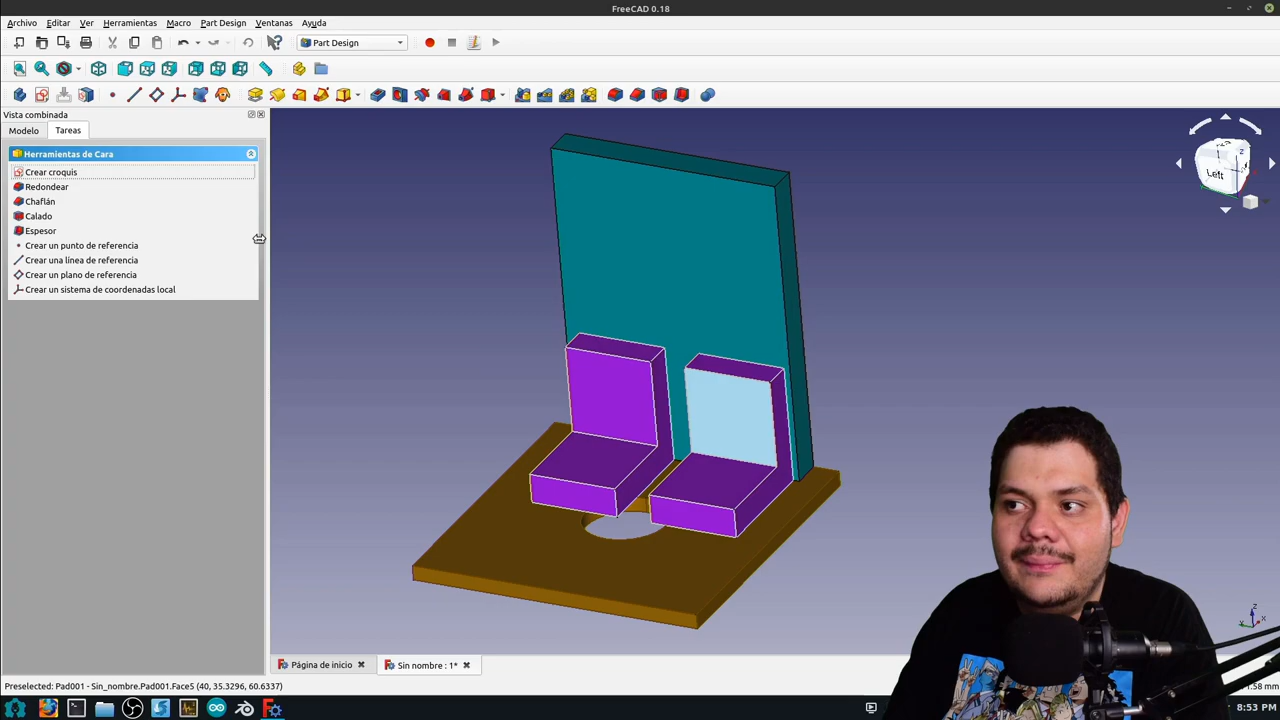 FreeCAD 0.18
Archivo Editar Ver Herramientas Macro Part Design Ventanas Ayuda
Part Design
Vista combinada
Modelo Tareas
Herramientas de Cara
Crear croquis
Redondear
Chaflán
Calado
Espesor
Crear un punto de referencia
Crear una línea de referencia
Crear un plano de referencia
Crear un sistema de coordenadas local
Left
Página de inicio Sin nombre : 1*
Preselected: Pad001 - Sin_nombre.Pad001.Face5 (40, 35.3296, 60.6337)
1.58 mm
8:53 PM